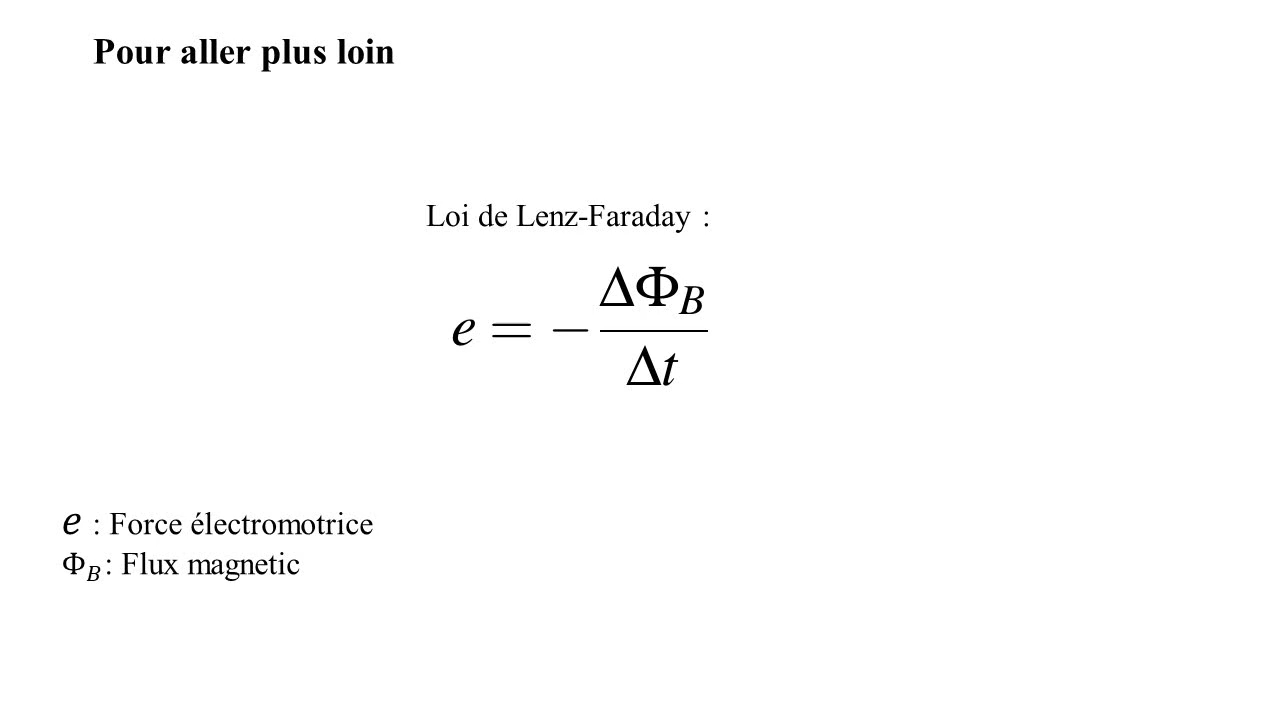 Pour aller plus loin
Loi de Lenz-Faraday :
e = − ΔΦ_B / Δt
e : Force électromotrice
Φ_B : Flux magnetic